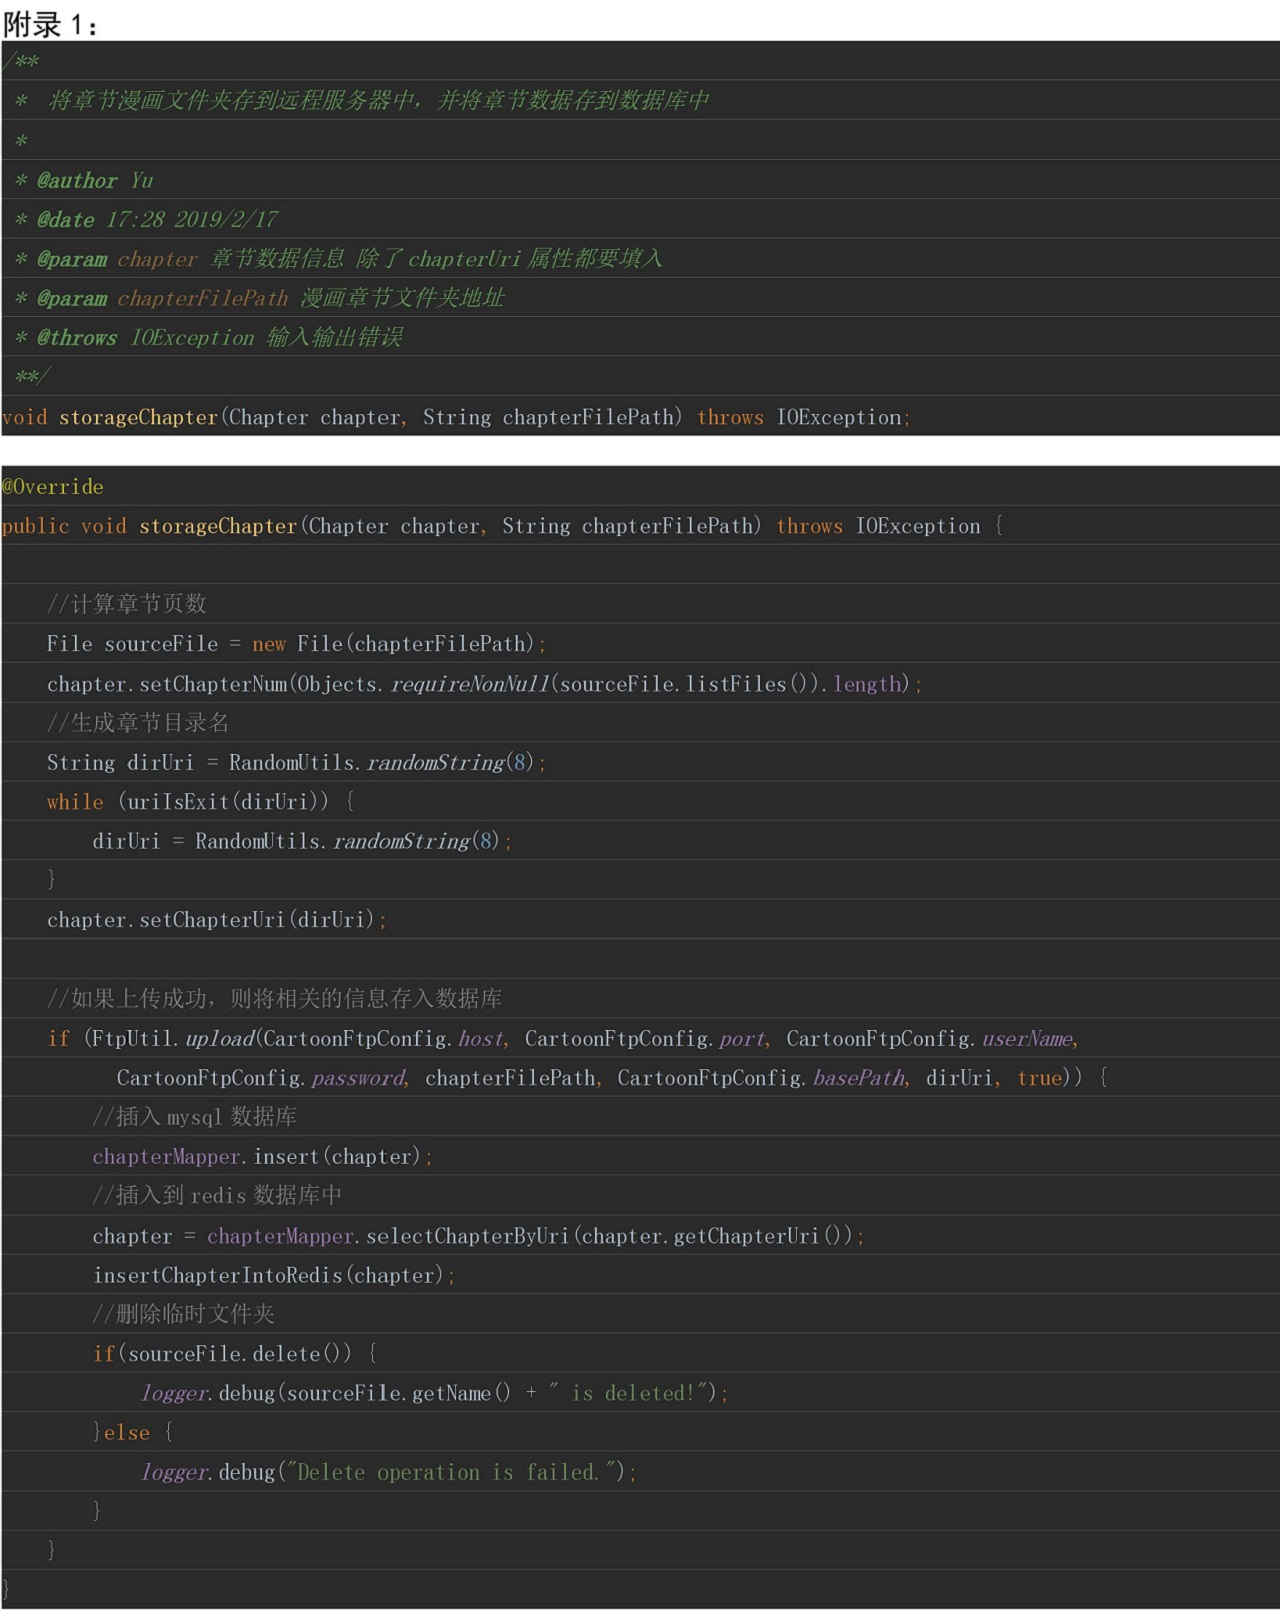 附录 1：
/**
 *  将章节漫画文件夹存到远程服务器中，并将章节数据存到数据库中
 *
 * @author Yu
 * @date 17:28 2019/2/17
 * @param chapter 章节数据信息 除了 chapterUri 属性都要填入
 * @param chapterFilePath 漫画章节文件夹地址
 * @throws IOException 输入输出错误
 **/
void storageChapter(Chapter chapter, String chapterFilePath) throws IOException;
@Override
public void storageChapter(Chapter chapter, String chapterFilePath) throws IOException {
    //计算章节页数
    File sourceFile = new File(chapterFilePath);
    chapter.setChapterNum(Objects.requireNonNull(sourceFile.listFiles()).length);
    //生成章节目录名
    String dirUri = RandomUtils.randomString(8);
    while (uriIsExit(dirUri)) {
        dirUri = RandomUtils.randomString(8);
    }
    chapter.setChapterUri(dirUri);
    //如果上传成功，则将相关的信息存入数据库
    if (FtpUtil.upload(CartoonFtpConfig.host, CartoonFtpConfig.port, CartoonFtpConfig.userName,
          CartoonFtpConfig.password, chapterFilePath, CartoonFtpConfig.basePath, dirUri, true)) {
        //插入 mysql 数据库
        chapterMapper.insert(chapter);
        //插入到 redis 数据库中
        chapter = chapterMapper.selectChapterByUri(chapter.getChapterUri());
        insertChapterIntoRedis(chapter);
        //删除临时文件夹
        if(sourceFile.delete()) {
            logger.debug(sourceFile.getName() + " is deleted!");
        }else {
            logger.debug("Delete operation is failed.");
        }
    }
}